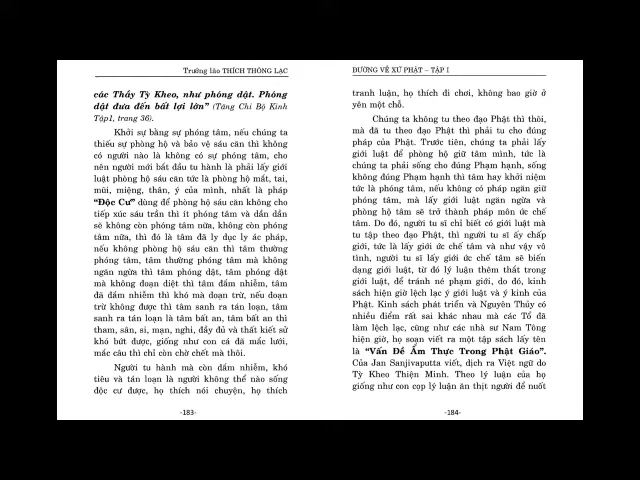 Trưởng lão THÍCH THÔNG LẠC
các Thầy Tỳ Kheo, như phóng dật. Phóng
dật đưa đến bất lợi lớn” (Tăng Chi Bộ Kinh
Tập1, trang 36).
Khởi sự bằng sự phóng tâm, nếu chúng ta
thiếu sự phòng hộ và bảo vệ sáu căn thì không
có người nào là không có sự phóng tâm, cho
nên người mới bắt đầu tu hành là phải lấy giới
luật phòng hộ sáu căn tức là phòng hộ mắt, tai,
mũi, miệng, thân, ý của mình, nhất là pháp
“Độc Cư” dùng để phòng hộ sáu căn không cho
tiếp xúc sáu trần thì ít phóng tâm và dần dần
sẽ không còn phóng tâm nữa, không còn phóng
tâm nữa, thì đó là tâm đã ly dục ly ác pháp,
nếu không phòng hộ sáu căn thì tâm thường
phóng tâm, tâm thường phóng tâm mà không
ngăn ngừa thì tâm phóng dật, tâm phóng dật
mà không đoạn diệt thì tâm đắm nhiễm, tâm
đã đắm nhiễm thì khó mà đoạn trừ, nếu đoạn
trừ không được thì tâm sanh ra tán loạn, tâm
sanh ra tán loạn là tâm bất an, tâm bất an thì
tham, sân, si, mạn, nghi, đầy đủ và thất kiết sử
khó bứt được, giống như con cá đã mắc lưới,
mắc câu thì chỉ còn chờ chết mà thôi.
Người tu hành mà còn đắm nhiễm, khó
tiêu và tán loạn là người không thể nào sống
độc cư được, họ thích nói chuyện, họ thích
-183-
ĐƯỜNG VỀ XỨ PHẬT – TẬP I
tranh luận, họ thích đi chơi, không bao giờ ở
yên một chỗ.
Chúng ta không tu theo đạo Phật thì thôi,
mà đã tu theo đạo Phật thì phải tu cho đúng
pháp của Phật. Trước tiên, chúng ta phải lấy
giới luật để phòng hộ giữ tâm mình, tức là
chúng ta phải sống cho đúng Phạm hạnh, sống
không đúng Phạm hạnh thì tâm hay khởi niệm
tức là phóng tâm, nếu không có pháp ngăn giữ
phóng tâm, mà lấy giới luật ngăn ngừa và
phòng hộ tâm sẽ trở thành pháp môn ức chế
tâm. Do đó, người tu sĩ chỉ biết có giới luật mà
tu tập theo đạo Phật, thì người tu sĩ ấy chấp
giới, tức là lấy giới ức chế tâm và như vậy vô
tình, người tu sĩ lấy giới ức chế tâm sẽ biến
dạng giới luật, từ đó lý luận thêm thắt trong
giới luật, để tránh né phạm giới, do đó, kinh
sách hiện giờ lệch lạc ý giới luật và ý kinh của
Phật. Kinh sách phát triển và Nguyên Thủy có
nhiều điểm rất sai khác nhau mà các Tổ đã
làm lệch lạc, cũng như các nhà sư Nam Tông
hiện giờ, họ soạn viết ra một tập sách lấy tên
là “Vấn Đề Ẩm Thực Trong Phật Giáo”.
Của Jan Sanjivaputta viết, dịch ra Việt ngữ do
Tỳ Kheo Thiện Minh. Theo lý luận của họ
giống như con cọp lý luận ăn thịt người để nuốt
-184-